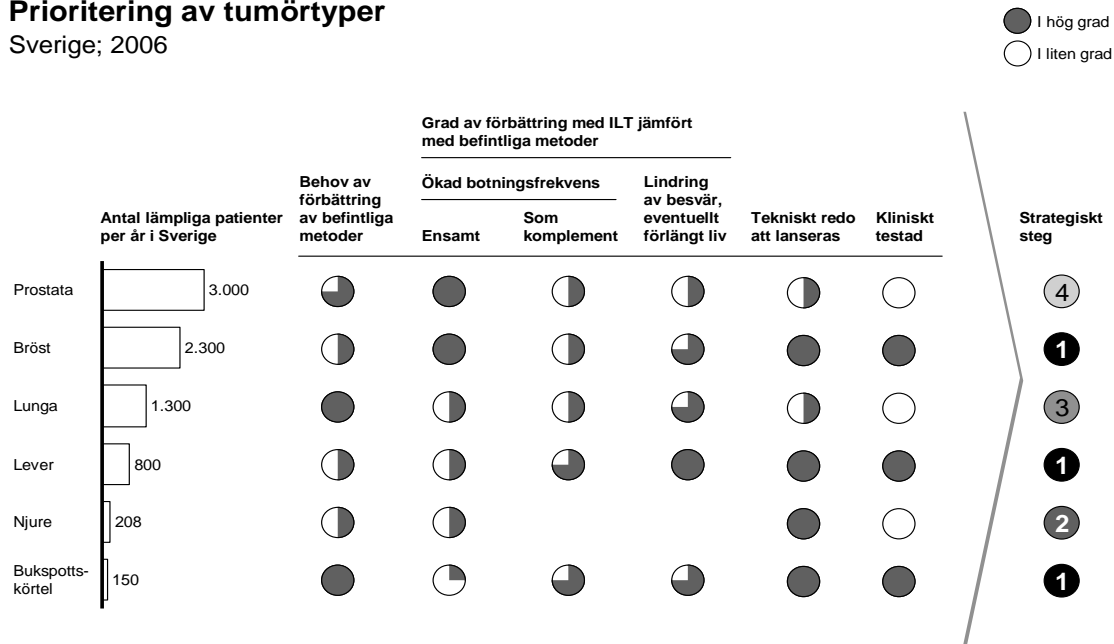 Prioritering av tumörtyper
Sverige; 2006
I hög grad
I liten grad
Grad av förbättring med ILT jämfört
med befintliga metoder
Antal lämpliga patienter
per år i Sverige
Behov av
förbättring
av befintliga
metoder
Ökad botningsfrekvens
Ensamt
Som
komplement
Lindring
av besvär,
eventuellt
förlängt liv
Tekniskt redo
att lanseras
Kliniskt
testad
Strategiskt
steg
Prostata 3.000 4
Bröst 2.300 1
Lunga 1.300 3
Lever 800 1
Njure 208 2
Bukspotts-
körtel 150 1